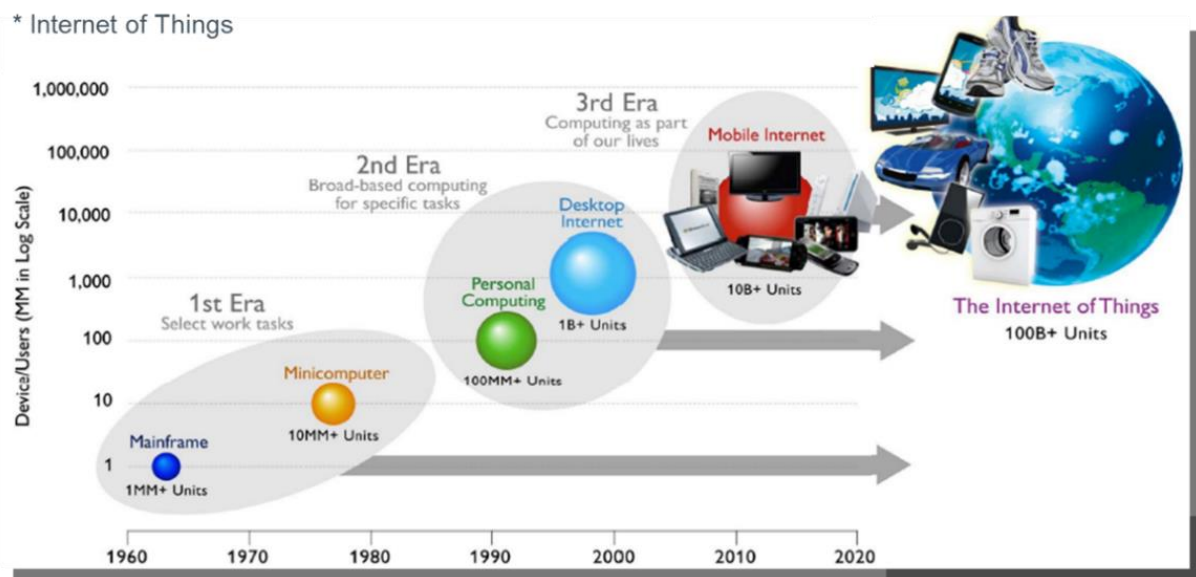 * Internet of Things
Device/Users (MM in Log Scale)
1,000,000
100,000
10,000
1,000
100
10
1
1st Era
Select work tasks
Mainframe
1MM+ Units
Minicomputer
10MM+ Units
2nd Era
Broad-based computing
for specific tasks
Personal
Computing
100MM+ Units
Desktop
Internet
1B+ Units
3rd Era
Computing as part
of our lives
Mobile Internet
10B+ Units
The Internet of Things
100B+ Units
1960
1970
1980
1990
2000
2010
2020